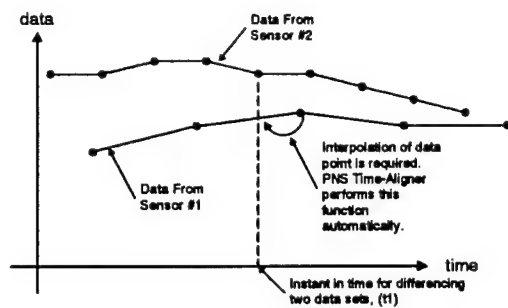 data
Data From
Sensor #2
Data From
Sensor #1
Interpolation of data
point is required.
PNS Time-Aligner
performs this
function
automatically.
time
Instant in time for differencing
two data sets, (t1)